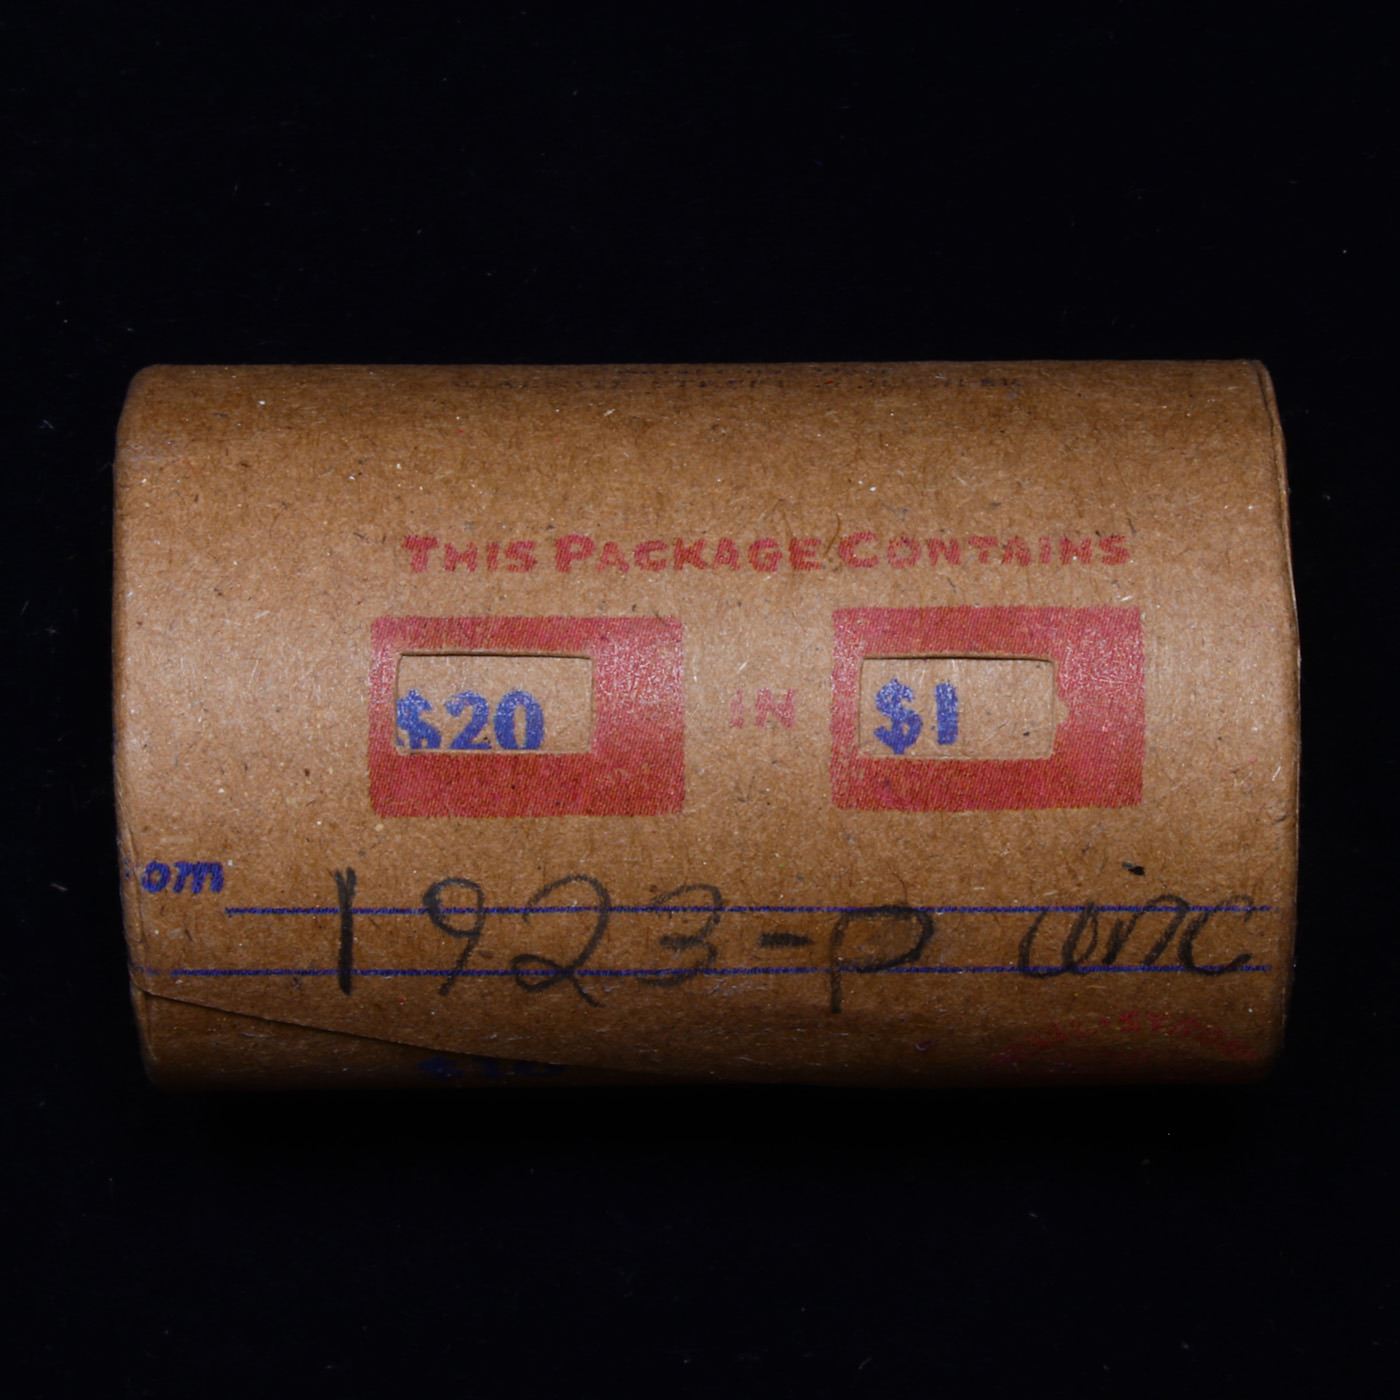 THIS PACKAGE CONTAINS
$20 IN $1
om
1923-P unc